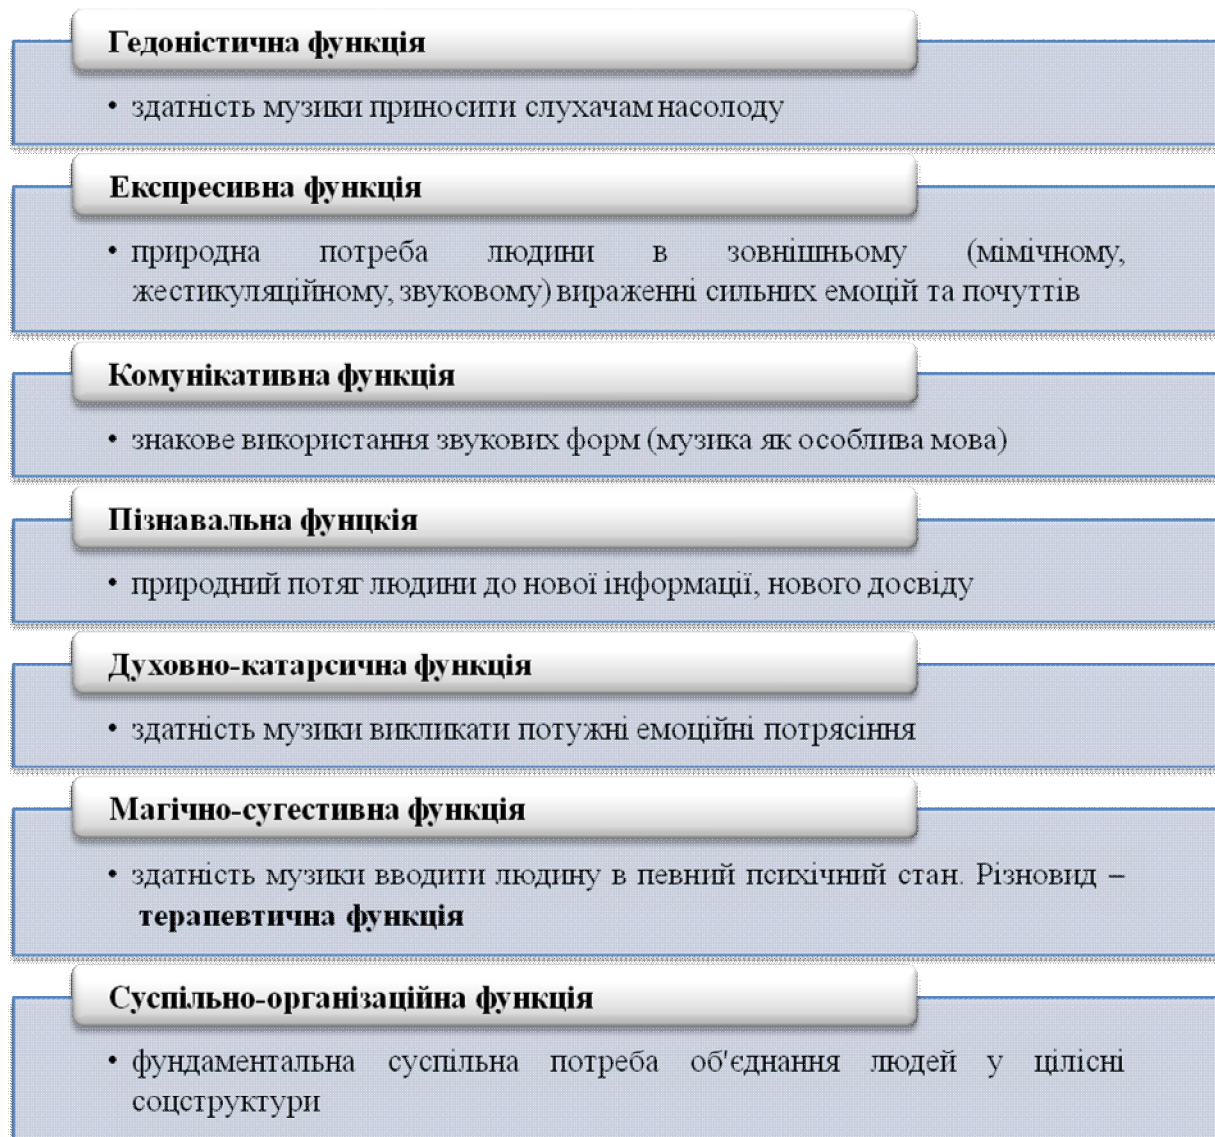 Гедоністична функція
• здатність музики приносити слухачам насолоду
Експресивна функція
• природна потреба людини в зовнішньому (мімічному,
жестикуляційному, звуковому) вираженні сильних емоцій та почуттів
Комунікативна функція
• знакове використання звукових форм (музика як особлива мова)
Пізнавальна фунцкія
• природний потяг людини до нової інформації, нового досвіду
Духовно-катарсична функція
• здатність музики викликати потужні емоційні потрясіння
Магічно-сугестивна функція
• здатність музики вводити людину в певний психічний стан. Різновид –
терапевтична функція
Суспільно-організаційна функція
• фундаментальна суспільна потреба об'єднання людей у цілісні
соцструктури